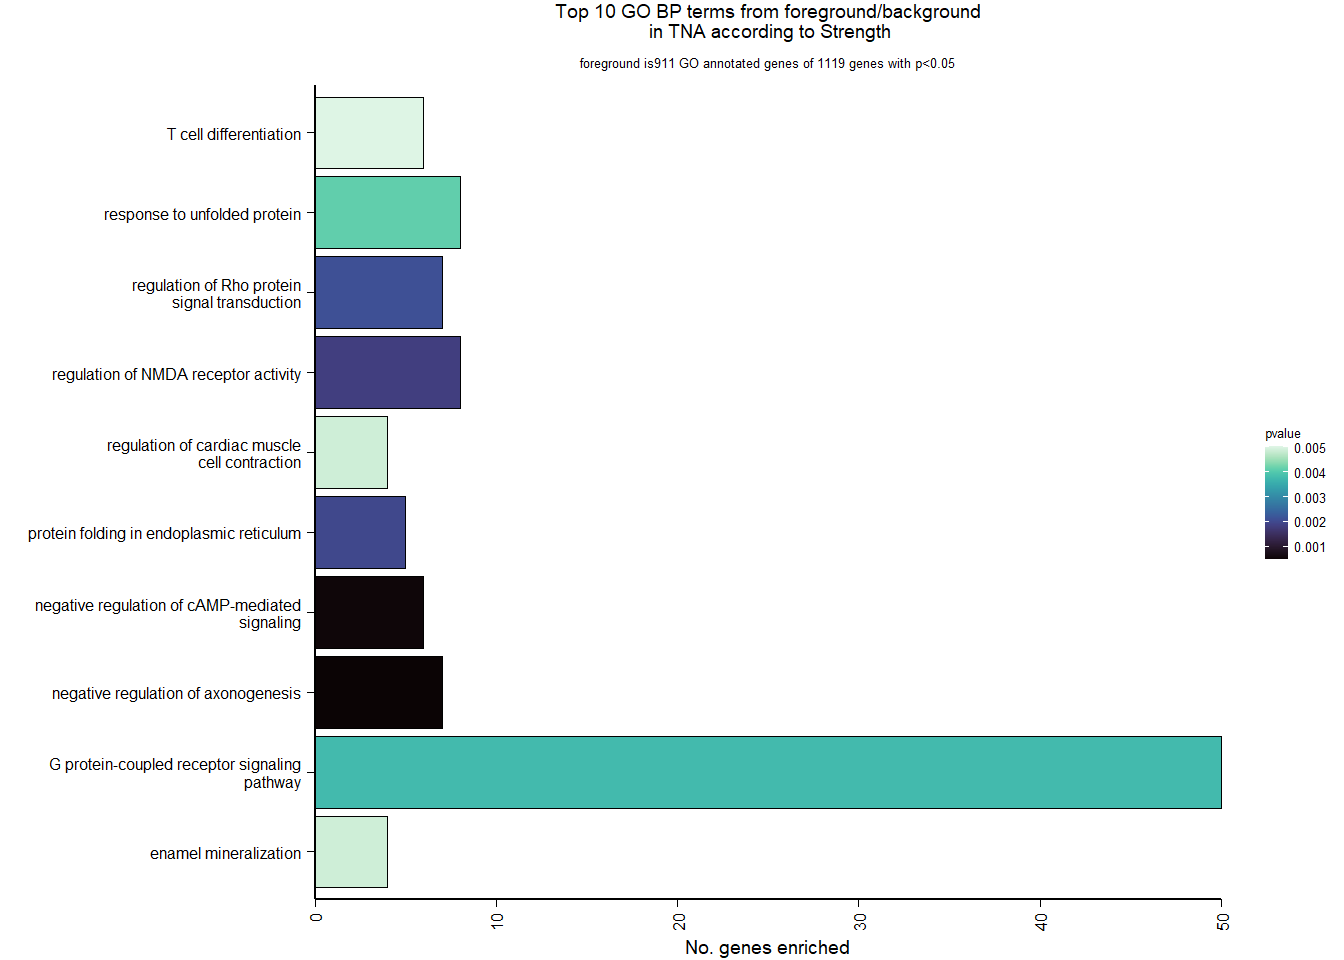 Top 10 GO BP terms from foreground/background
in TNA according to Strength
foreground is911 GO annotated genes of 1119 genes with p<0.05
T cell differentiation
response to unfolded protein
regulation of Rho protein
signal transduction
regulation of NMDA receptor activity
regulation of cardiac muscle
cell contraction
protein folding in endoplasmic reticulum
negative regulation of cAMP-mediated
signaling
negative regulation of axonogenesis
G protein-coupled receptor signaling
pathway
enamel mineralization
0
10
20
30
40
50
No. genes enriched
pvalue
0.005
0.004
0.003
0.002
0.001